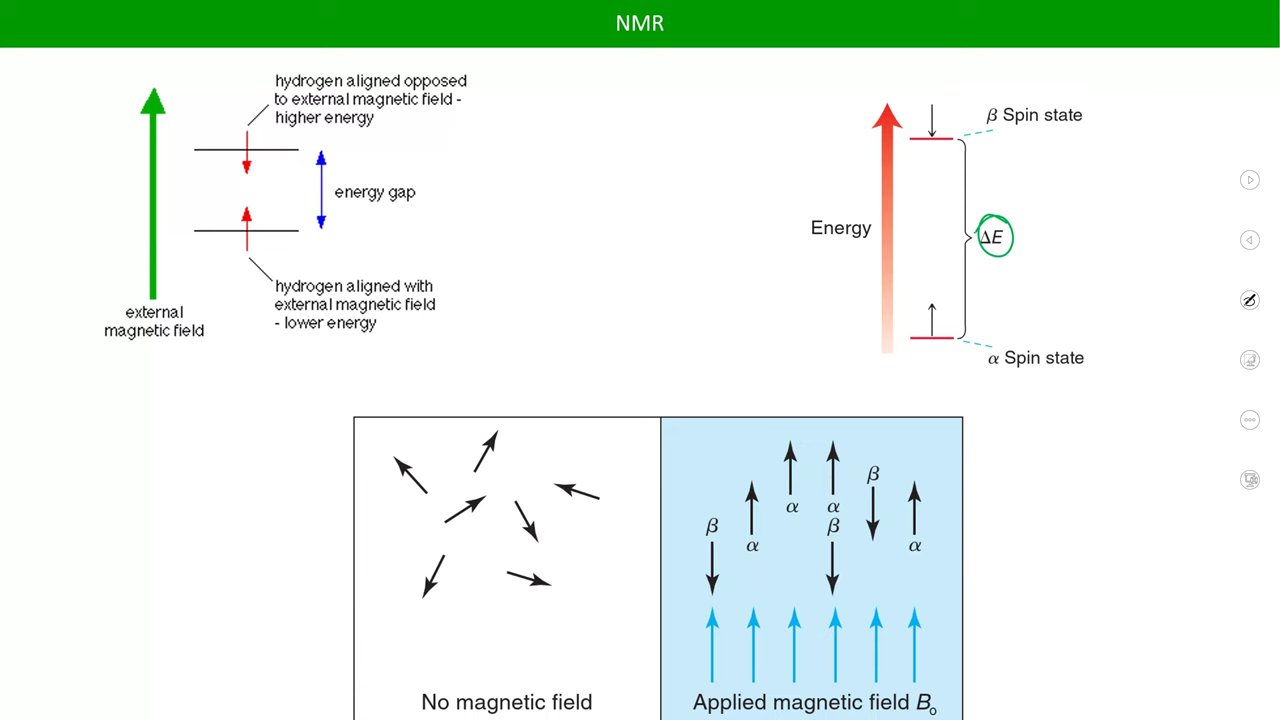 NMR
hydrogen aligned opposed
to external magnetic field -
higher energy
energy gap
hydrogen aligned with
external magnetic field
- lower energy
external
magnetic field
β Spin state
Energy
ΔE
α Spin state
β
α
α
α
β
β
α
No magnetic field
Applied magnetic field Bₒ